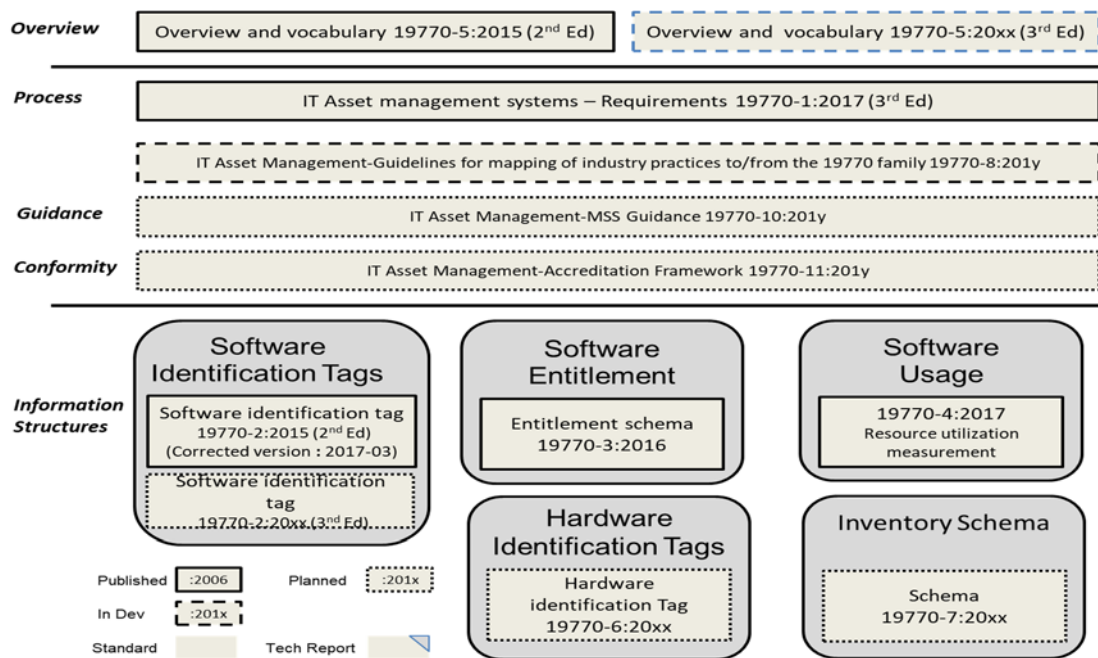 Overview
Overview and vocabulary 19770-5:2015 (2nd Ed)
Overview and vocabulary 19770-5:20xx (3rd Ed)
Process
IT Asset management systems – Requirements 19770-1:2017 (3rd Ed)
IT Asset Management-Guidelines for mapping of industry practices to/from the 19770 family 19770-8:201y
Guidance
IT Asset Management-MSS Guidance 19770-10:201y
Conformity
IT Asset Management-Accreditation Framework 19770-11:201y
Information
Structures
Software
Identification Tags
Software identification tag
19770-2:2015 (2nd Ed)
(Corrected version : 2017-03)
Software identification
tag
19770-2:20xx (3rd Ed)
Software
Entitlement
Entitlement schema
19770-3:2016
Software
Usage
19770-4:2017
Resource utilization
measurement
Hardware
Identification Tags
Hardware
identification Tag
19770-6:20xx
Inventory Schema
Schema
19770-7:20xx
Published
:2006
Planned
:201x
In Dev
:201x
Standard
Tech Report